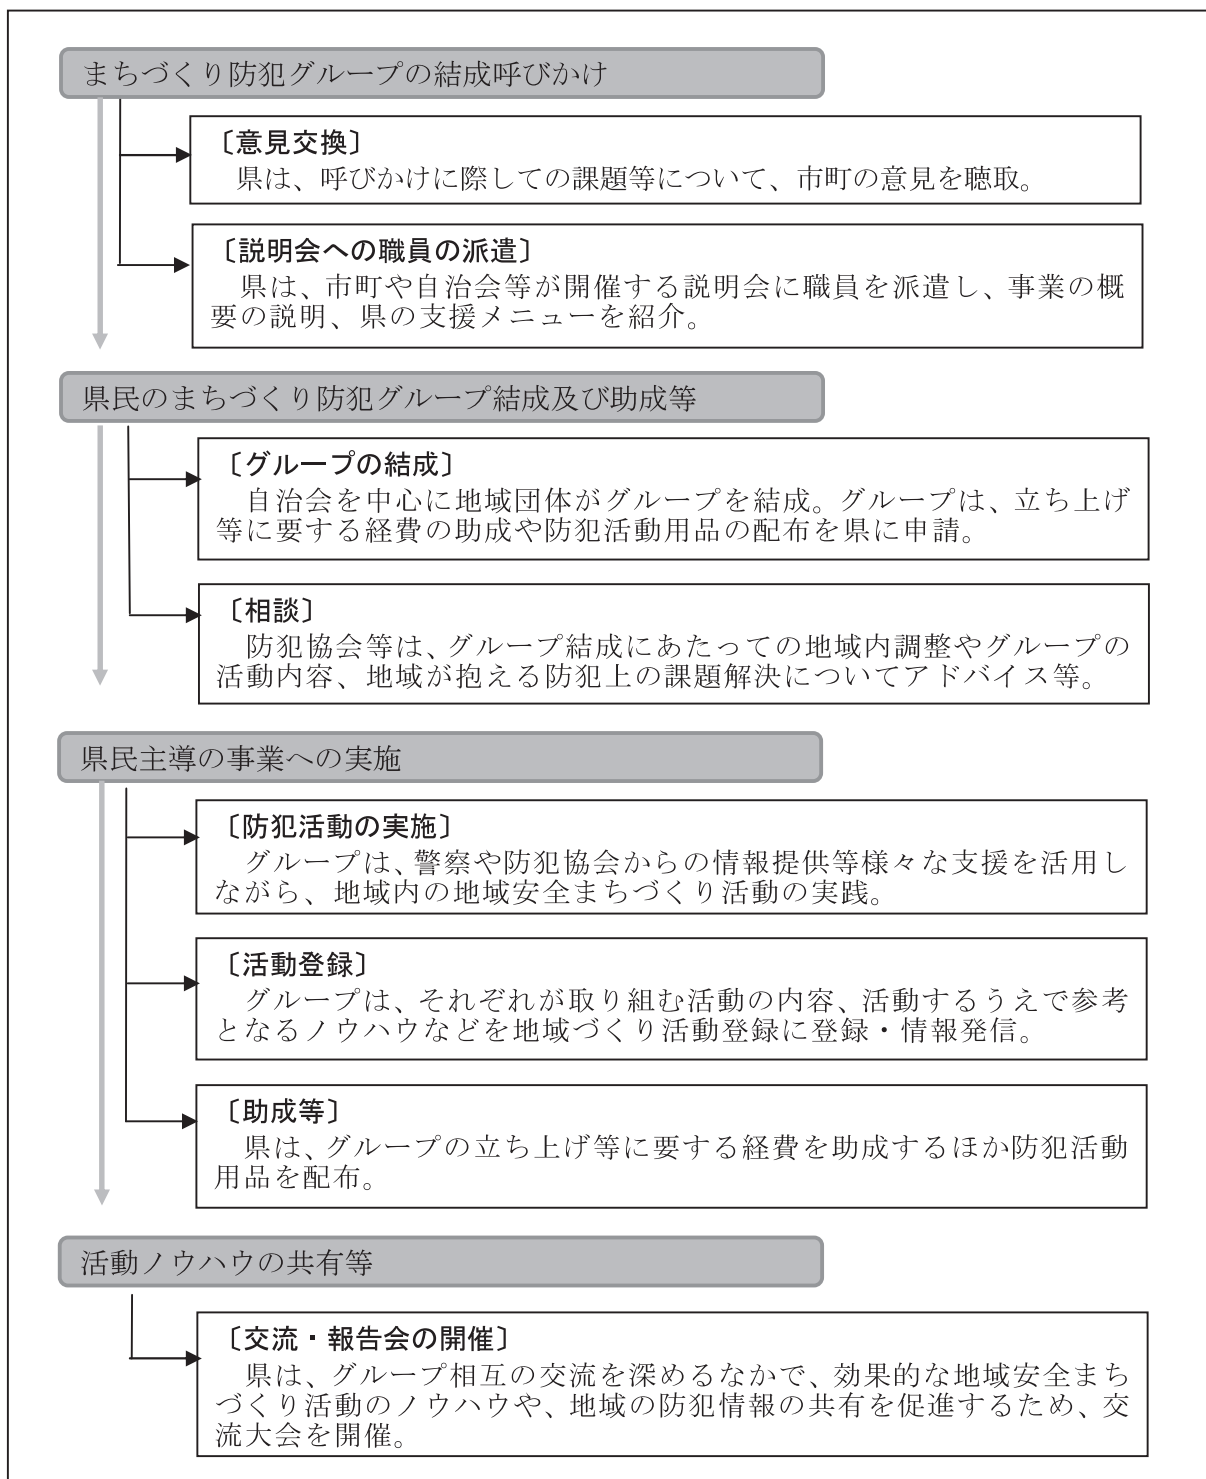 まちづくり防犯グループの結成呼びかけ
〔意見交換〕
県は、呼びかけに際しての課題等について、市町の意見を聴取。
〔説明会への職員の派遣〕
県は、市町や自治会等が開催する説明会に職員を派遣し、事業の概
要の説明、県の支援メニューを紹介。
県民のまちづくり防犯グループ結成及び助成等
〔グループの結成〕
自治会を中心に地域団体がグループを結成。グループは、立ち上げ
等に要する経費の助成や防犯活動用品の配布を県に申請。
〔相談〕
防犯協会等は、グループ結成にあたっての地域内調整やグループの
活動内容、地域が抱える防犯上の課題解決についてアドバイス等。
県民主導の事業への実施
〔防犯活動の実施〕
グループは、警察や防犯協会からの情報提供等様々な支援を活用し
ながら、地域内の地域安全まちづくり活動の実践。
〔活動登録〕
グループは、それぞれが取り組む活動の内容、活動するうえで参考
となるノウハウなどを地域づくり活動登録に登録・情報発信。
〔助成等〕
県は、グループの立ち上げ等に要する経費を助成するほか防犯活動
用品を配布。
活動ノウハウの共有等
〔交流・報告会の開催〕
県は、グループ相互の交流を深めるなかで、効果的な地域安全まち
づくり活動のノウハウや、地域の防犯情報の共有を促進するため、交
流大会を開催。